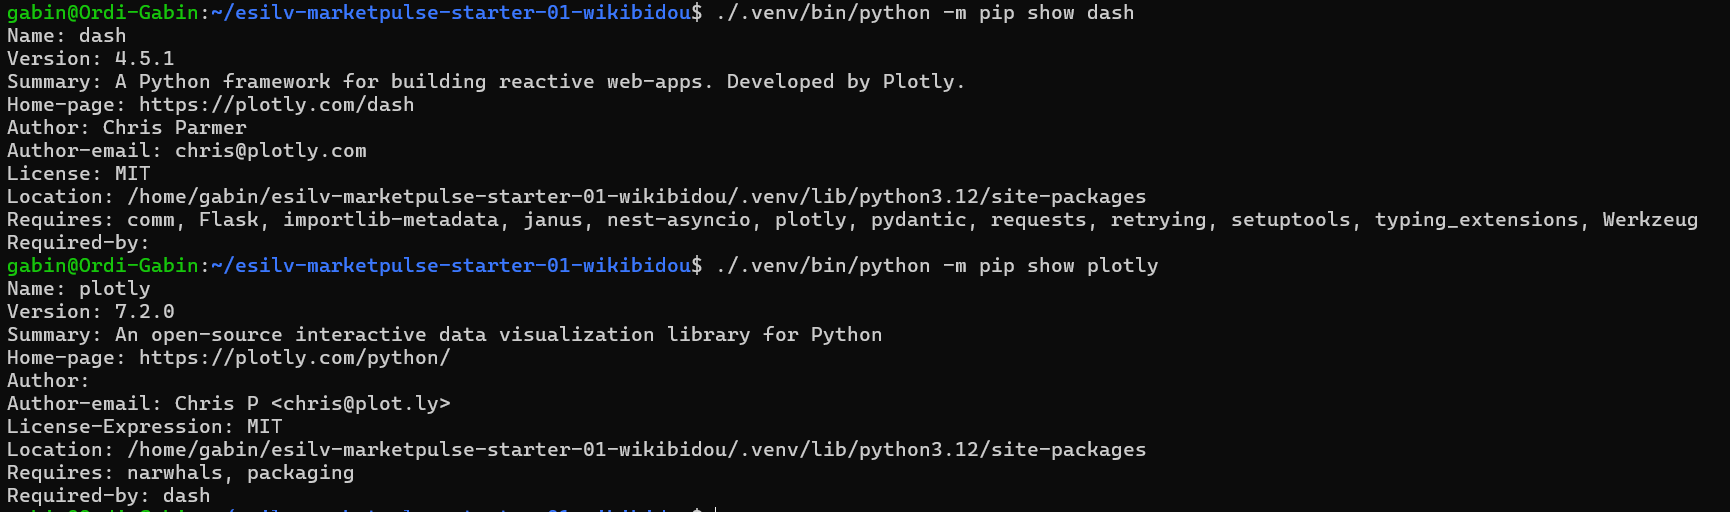 gabin@Ordi-Gabin:~/esilv-marketpulse-starter-01-wikibidou$ ./.venv/bin/python -m pip show dash
Name: dash
Version: 4.5.1
Summary: A Python framework for building reactive web-apps. Developed by Plotly.
Home-page: https://plotly.com/dash
Author: Chris Parmer
Author-email: chris@plotly.com
License: MIT
Location: /home/gabin/esilv-marketpulse-starter-01-wikibidou/.venv/lib/python3.12/site-packages
Requires: comm, Flask, importlib-metadata, janus, nest-asyncio, plotly, pydantic, requests, retrying, setuptools, typing_extensions, Werkzeug
Required-by:
gabin@Ordi-Gabin:~/esilv-marketpulse-starter-01-wikibidou$ ./.venv/bin/python -m pip show plotly
Name: plotly
Version: 7.2.0
Summary: An open-source interactive data visualization library for Python
Home-page: https://plotly.com/python/
Author:
Author-email: Chris P <chris@plot.ly>
License-Expression: MIT
Location: /home/gabin/esilv-marketpulse-starter-01-wikibidou/.venv/lib/python3.12/site-packages
Requires: narwhals, packaging
Required-by: dash